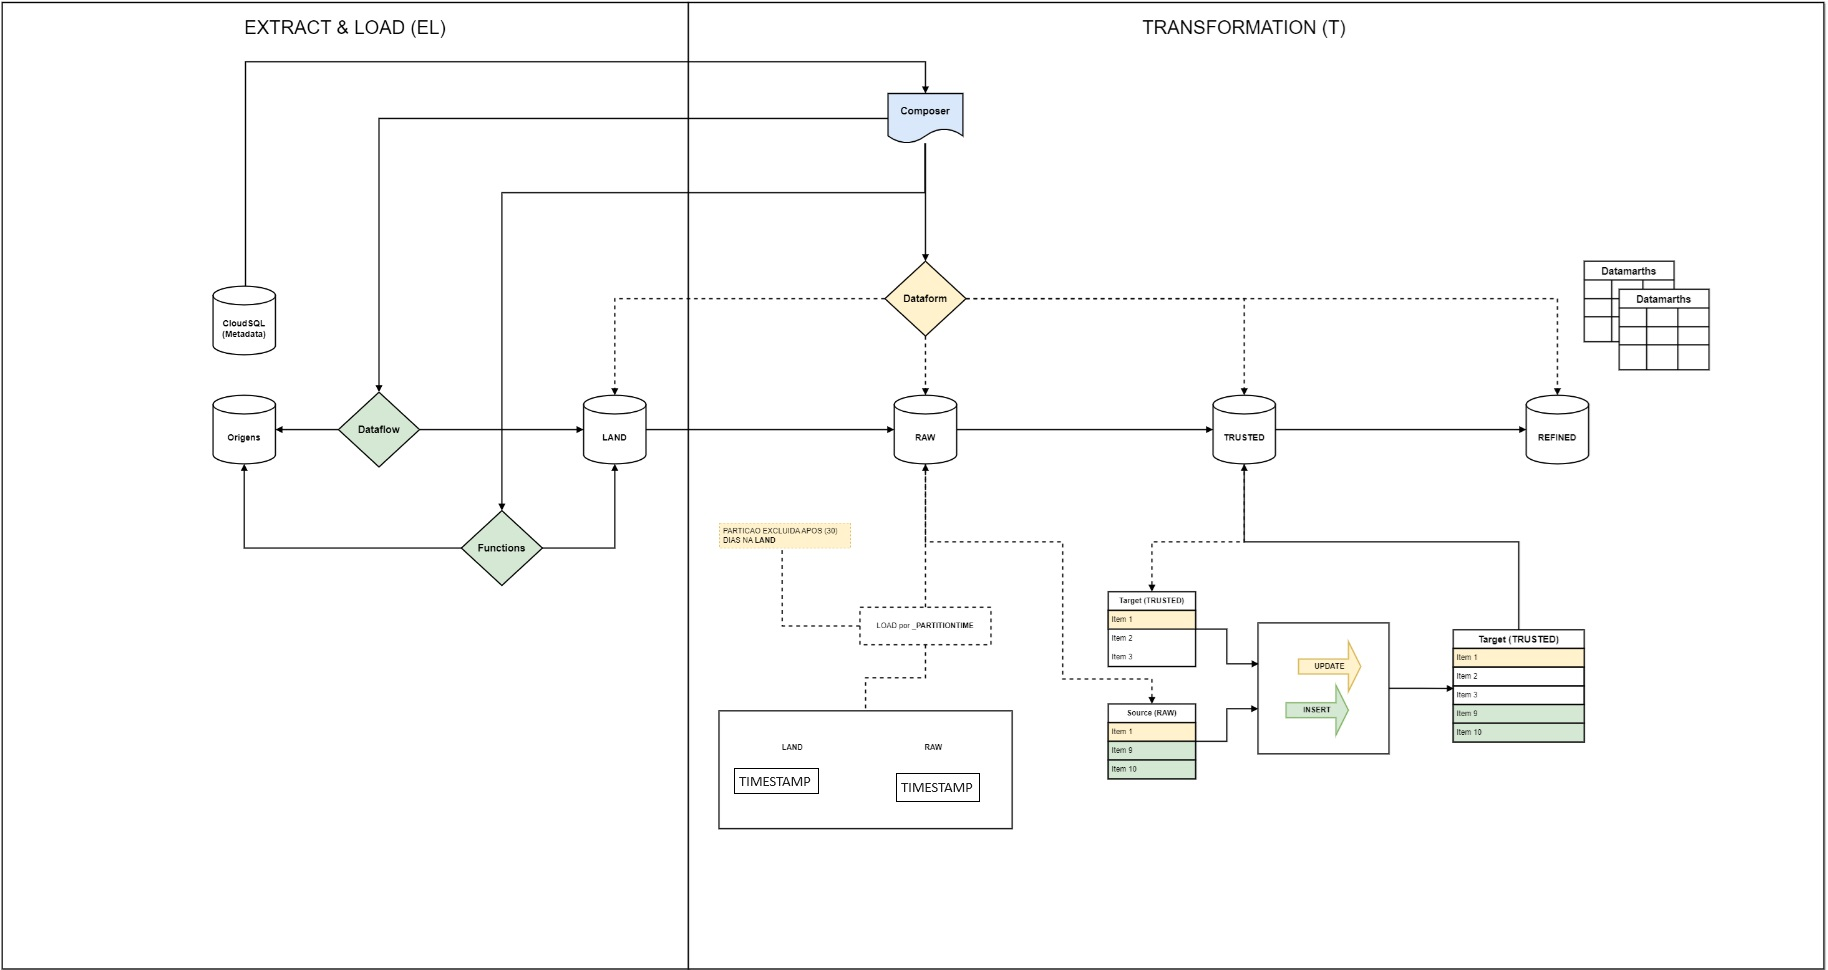 EXTRACT & LOAD (EL)
TRANSFORMATION (T)
Composer
Dataform
Datamarths
Datamarths
CloudSQL
(Metadata)
Origens
Dataflow
LAND
RAW
TRUSTED
REFINED
Functions
PARTICAO EXCLUIDA APOS (30)
DIAS NA LAND
LOAD por _PARTITIONTIME
LAND
RAW
TIMESTAMP
TIMESTAMP
Target (TRUSTED)
Item 1
Item 2
Item 3
Source (RAW)
Item 1
Item 9
Item 10
UPDATE
INSERT
Target (TRUSTED)
Item 1
Item 2
Item 3
Item 9
Item 10